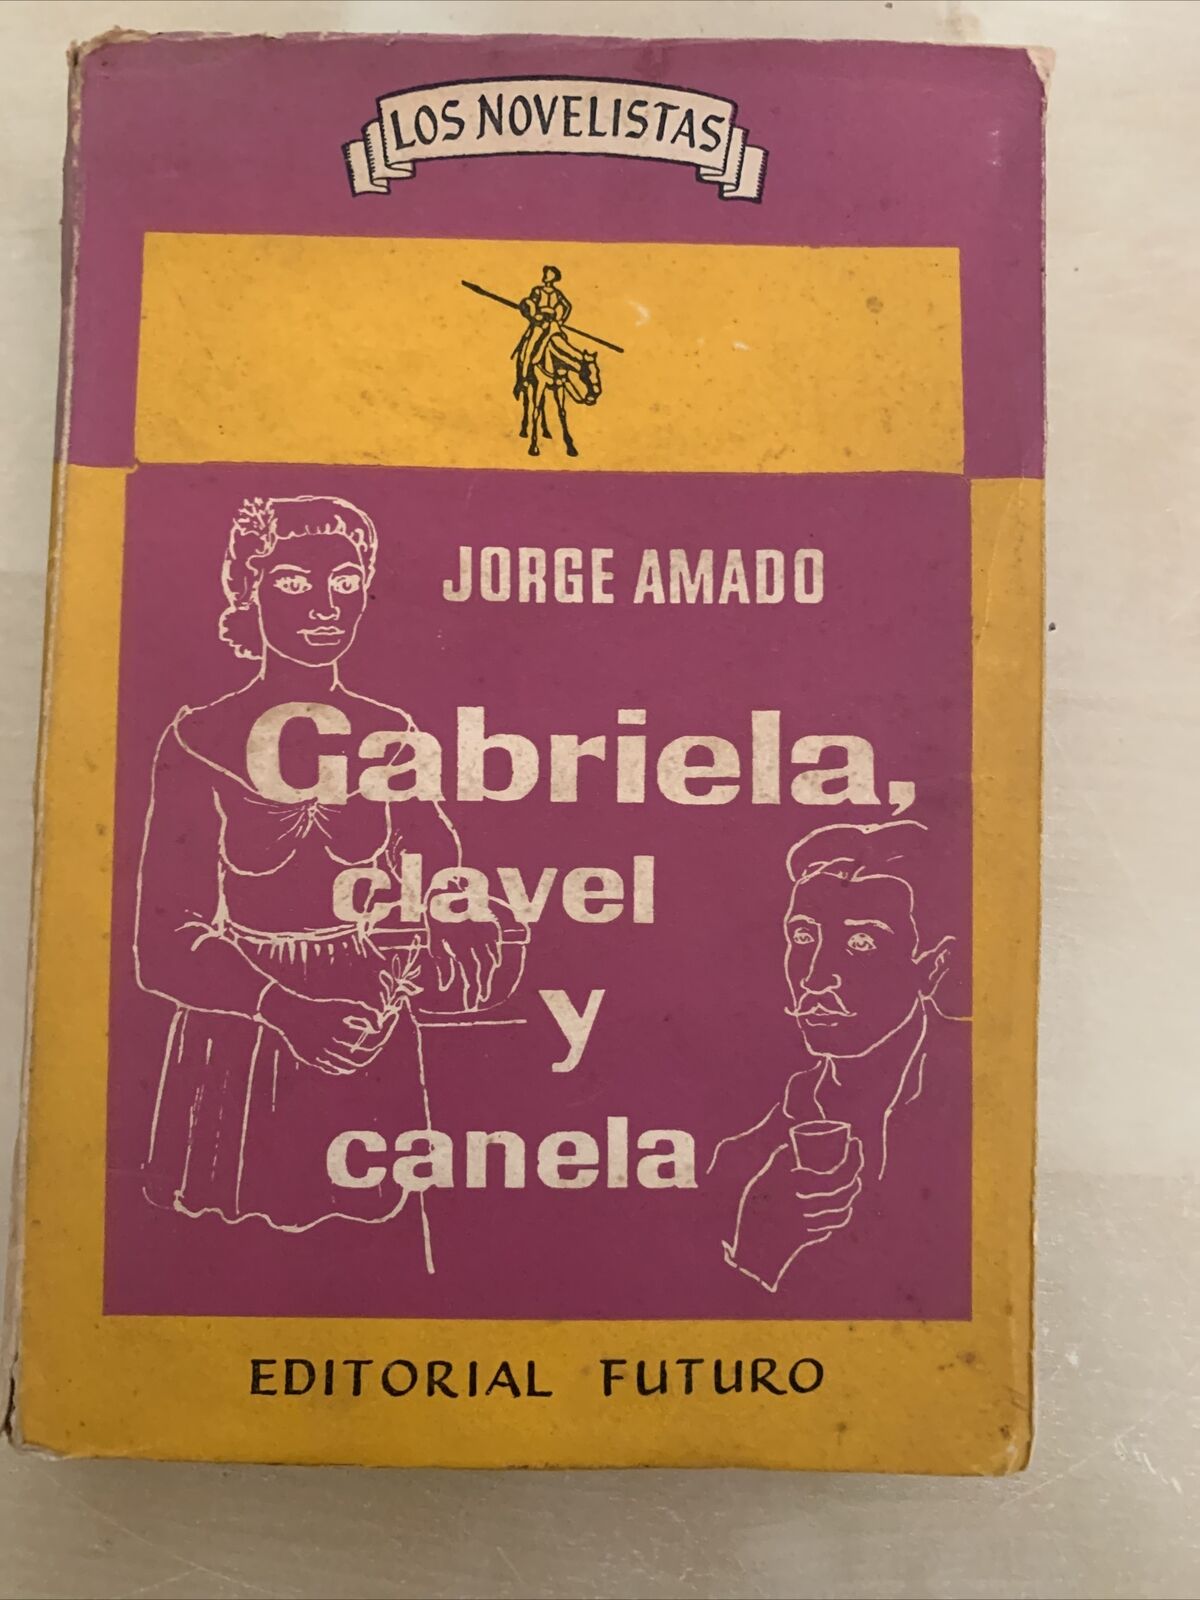 LOS NOVELISTAS
JORGE AMADO
Gabriela,
clavel
y
canela
EDITORIAL FUTURO